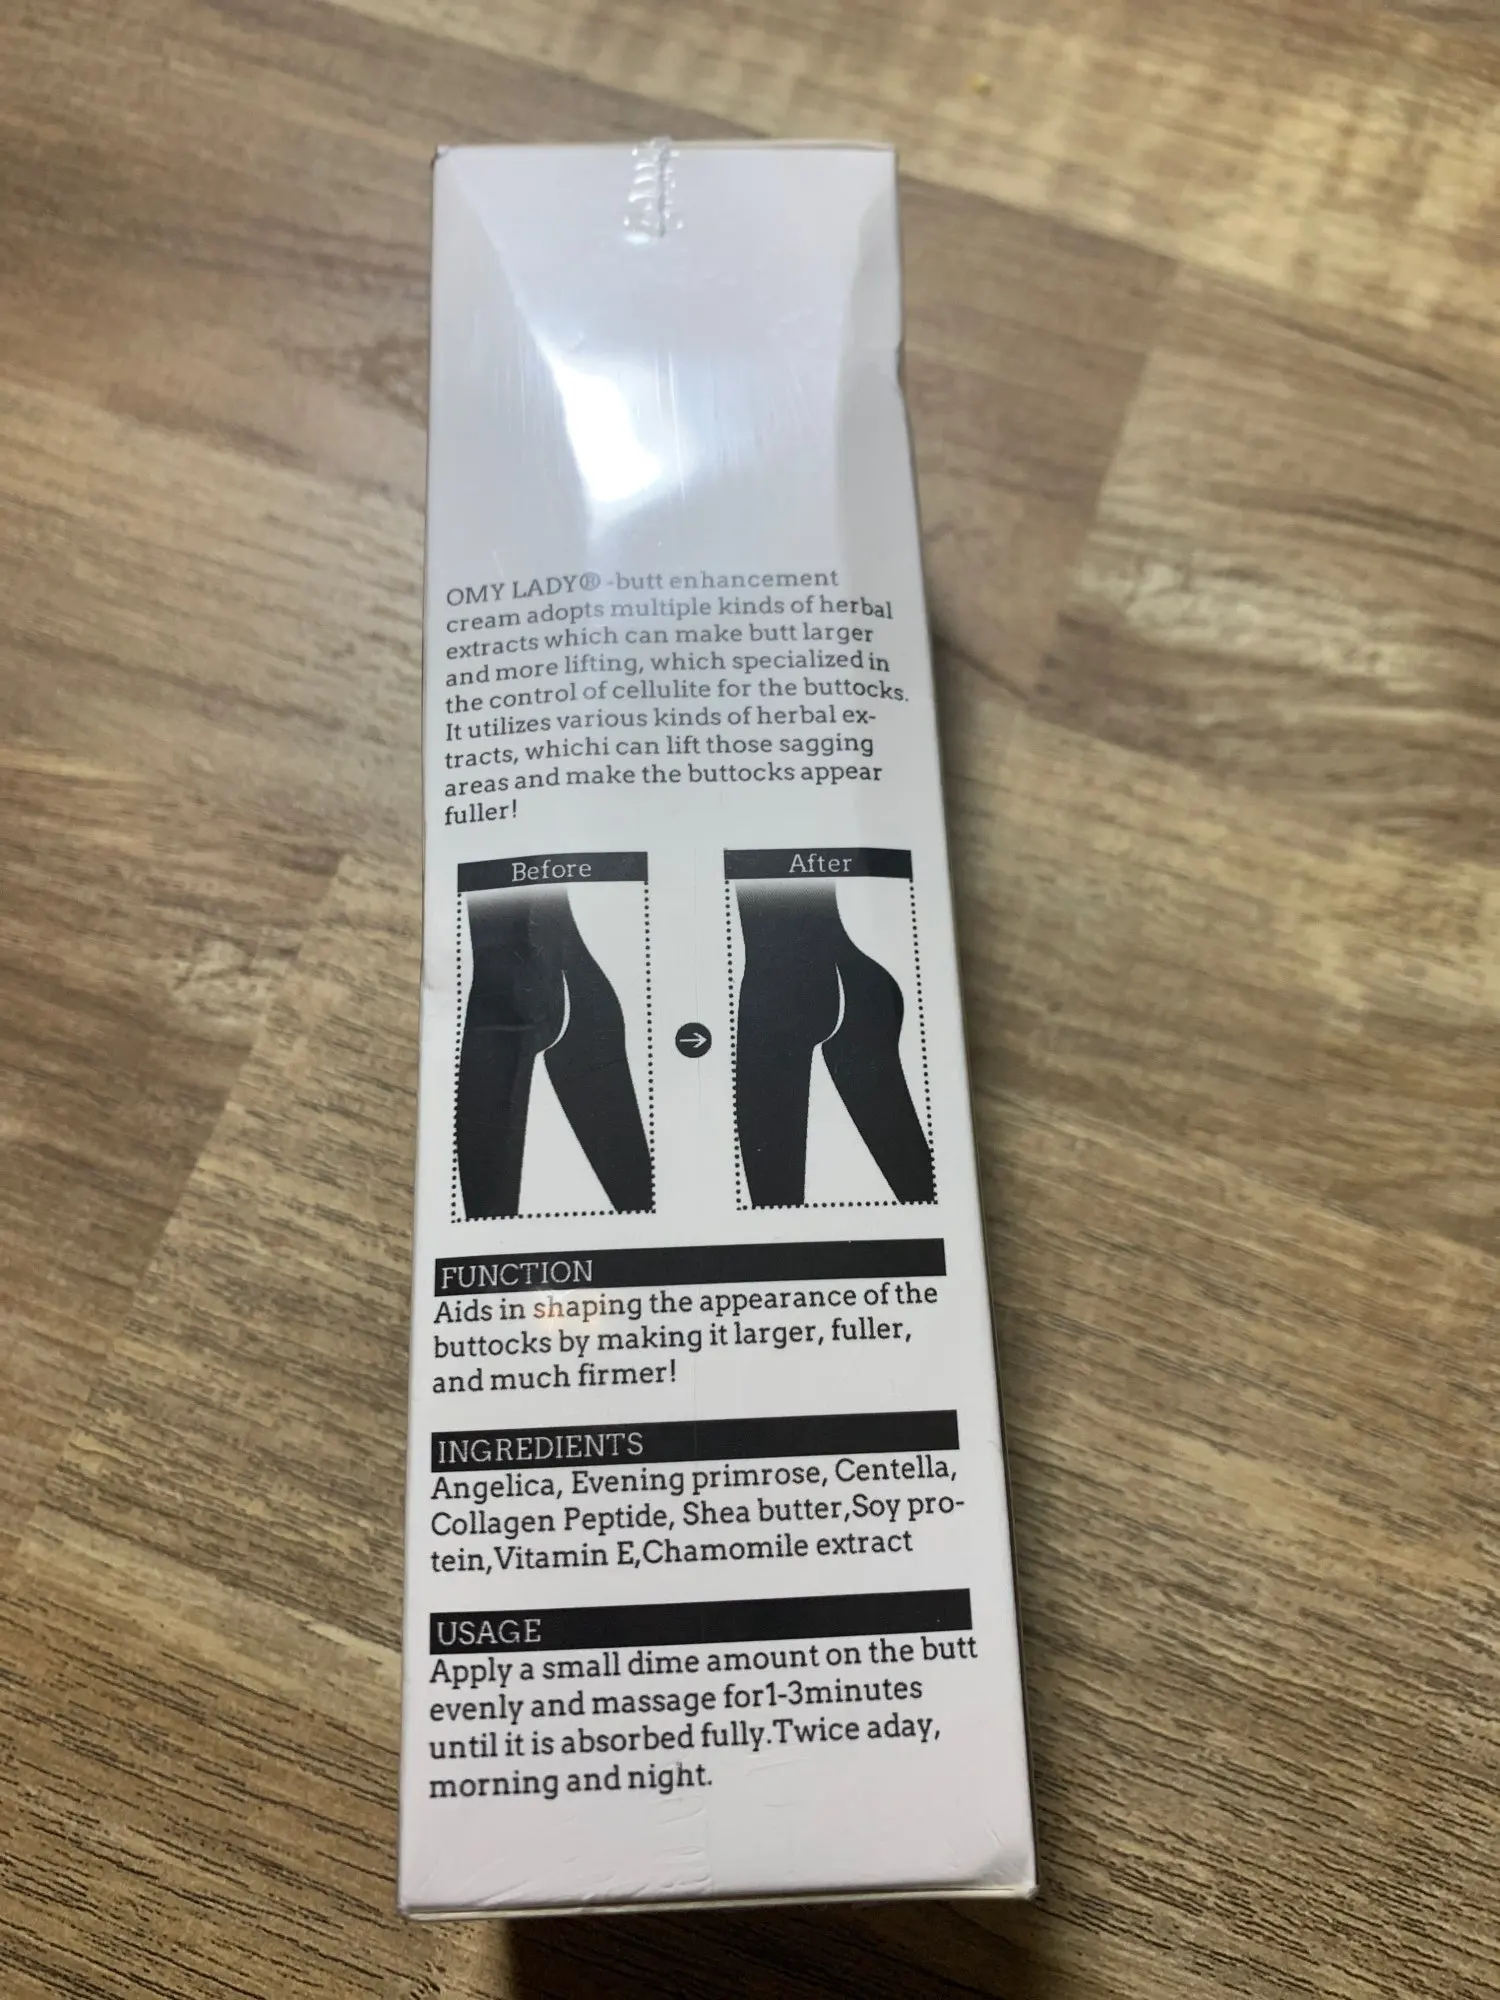 OMY LADY® -butt enhancement
cream adopts multiple kinds of herbal
extracts which can make butt larger
and more lifting, which specialized in
the control of cellulite for the buttocks.
It utilizes various kinds of herbal ex-
tracts, whichi can lift those sagging
areas and make the buttocks appear
fuller!
Before
After
FUNCTION
Aids in shaping the appearance of the
buttocks by making it larger, fuller,
and much firmer!
INGREDIENTS
Angelica, Evening primrose, Centella,
Collagen Peptide, Shea butter,Soy pro-
tein,Vitamin E,Chamomile extract
USAGE
Apply a small dime amount on the butt
evenly and massage for1-3minutes
until it is absorbed fully.Twice aday,
morning and night.